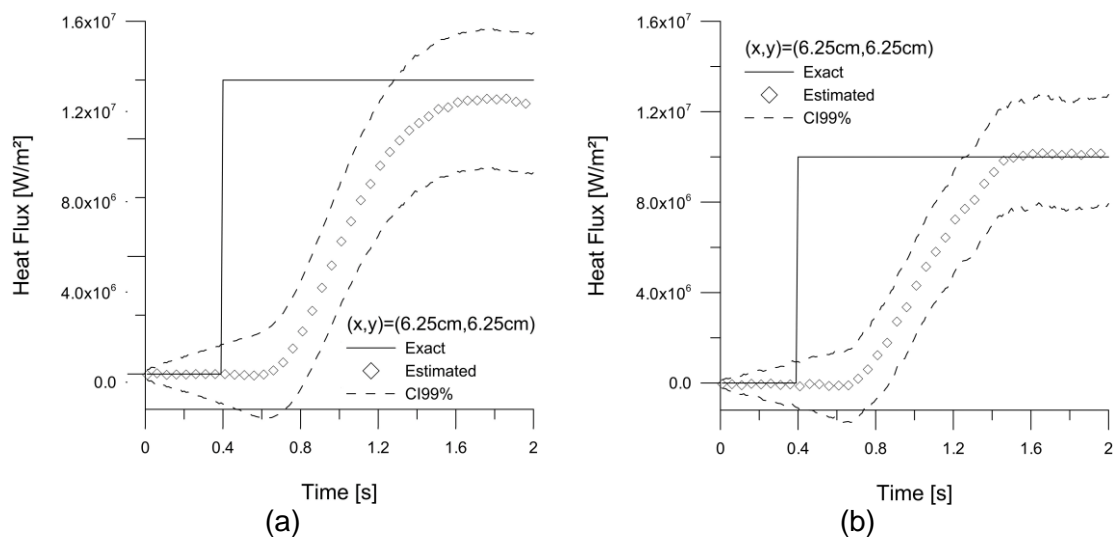 1.6x10⁷
1.2x10⁷
8.0x10⁶
4.0x10⁶
0.0
Heat Flux [W/m²]
(x,y)=(6.25cm,6.25cm)
Exact
Estimated
CI99%
0 0.4 0.8 1.2 1.6 2
Time [s]
(a)
1.6x10⁷
1.2x10⁷
8.0x10⁶
4.0x10⁶
0.0
Heat Flux [W/m²]
(x,y)=(6.25cm,6.25cm)
Exact
Estimated
CI99%
0 0.4 0.8 1.2 1.6 2
Time [s]
(b)